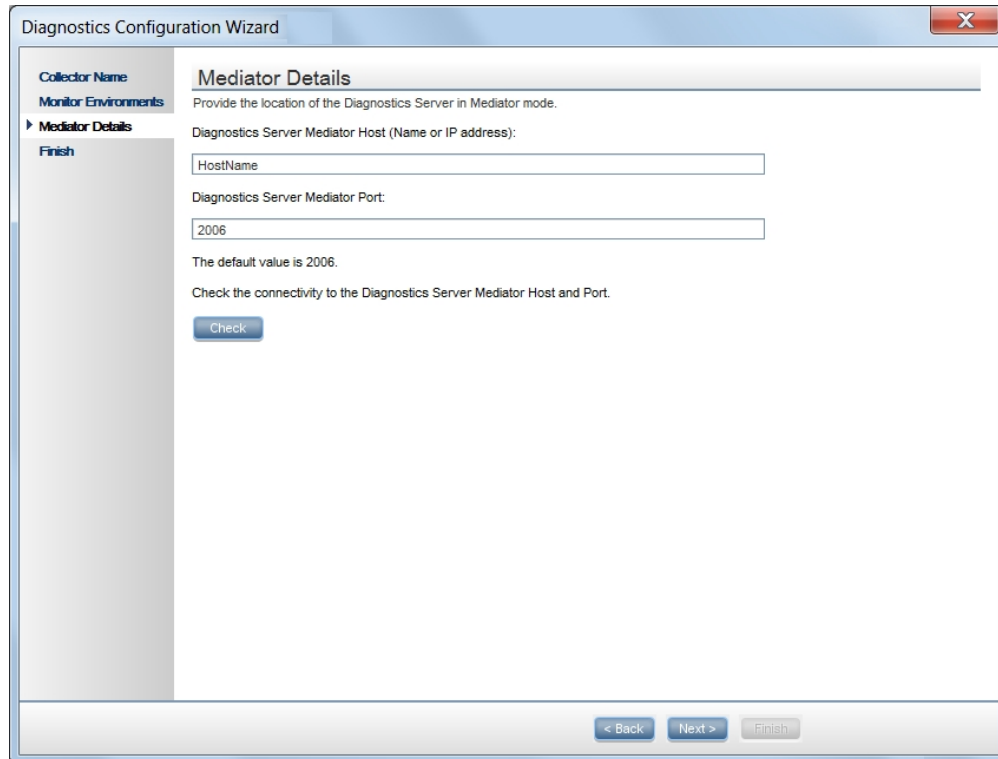 Diagnostics Configuration Wizard
X
Collector Name
Monitor Environments
Mediator Details
Finish
Mediator Details
Provide the location of the Diagnostics Server in Mediator mode.
Diagnostics Server Mediator Host (Name or IP address):
HostName
Diagnostics Server Mediator Port:
2006
The default value is 2006.
Check the connectivity to the Diagnostics Server Mediator Host and Port.
Check
< Back
Next >
Finish